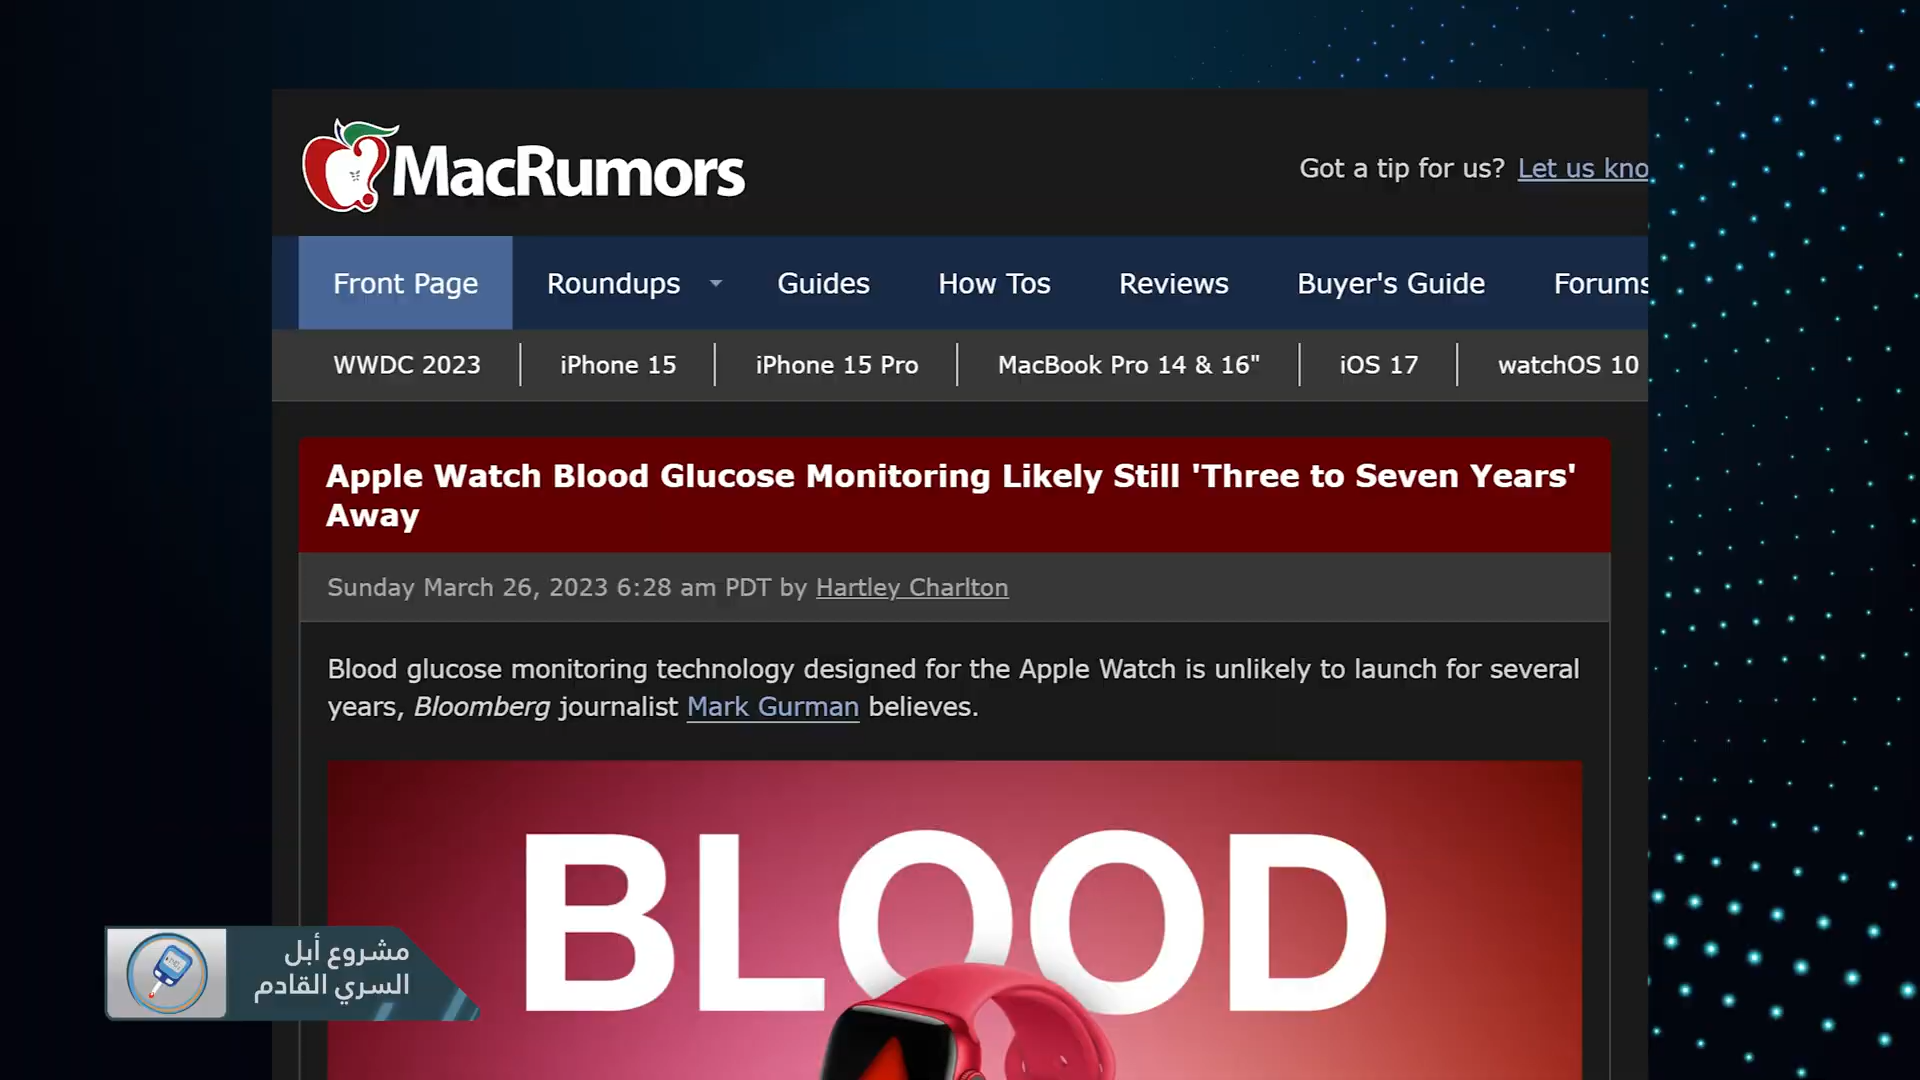 MacRumors
Got a tip for us? Let us kno
Front Page Roundups Guides How Tos Reviews Buyer's Guide Forums
WWDC 2023 iPhone 15 iPhone 15 Pro MacBook Pro 14 & 16" iOS 17 watchOS 10
Apple Watch Blood Glucose Monitoring Likely Still 'Three to Seven Years'
Away
Sunday March 26, 2023 6:28 am PDT by Hartley Charlton
Blood glucose monitoring technology designed for the Apple Watch is unlikely to launch for several
years, Bloomberg journalist Mark Gurman believes.
BLOOD
مشروع أبل
السري القادم